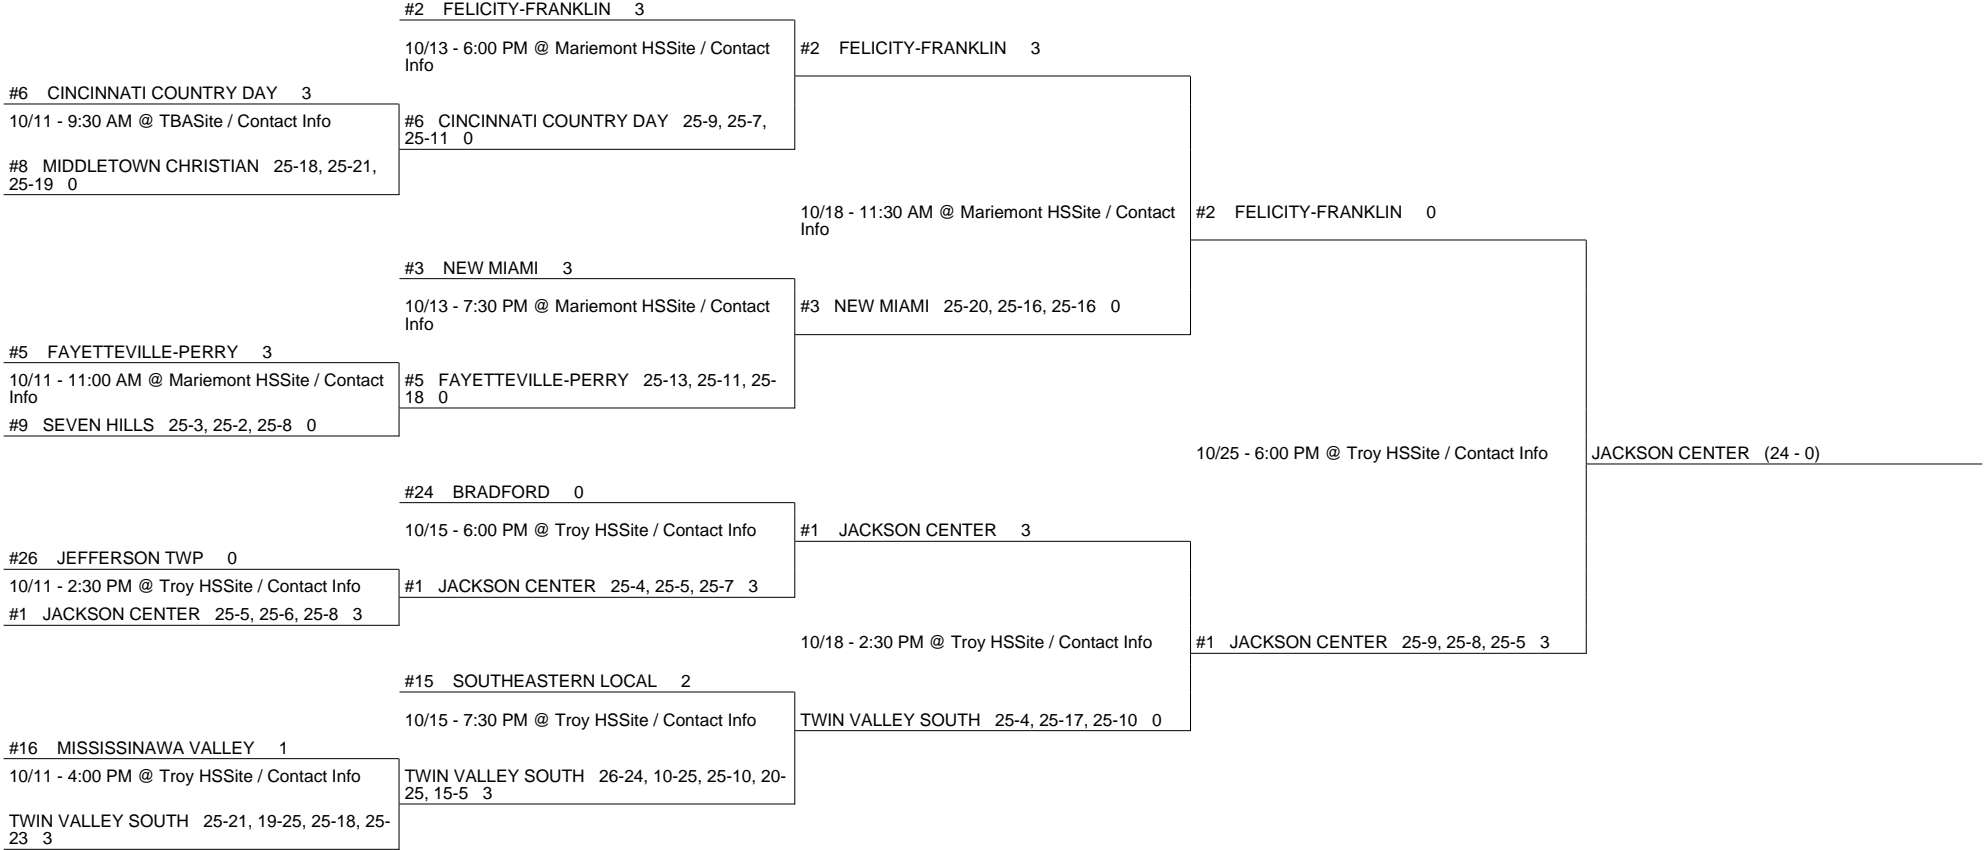 #2 FELICITY-FRANKLIN 3
10/13 - 6:00 PM @ Mariemont HSSite / Contact
Info
#2 FELICITY-FRANKLIN 3
#6 CINCINNATI COUNTRY DAY 3
10/11 - 9:30 AM @ TBASite / Contact Info
#6 CINCINNATI COUNTRY DAY 25-9, 25-7,
25-11 0
#8 MIDDLETOWN CHRISTIAN 25-18, 25-21,
25-19 0
10/18 - 11:30 AM @ Mariemont HSSite / Contact
Info
#2 FELICITY-FRANKLIN 0
#3 NEW MIAMI 3
10/13 - 7:30 PM @ Mariemont HSSite / Contact
Info
#3 NEW MIAMI 25-20, 25-16, 25-16 0
#5 FAYETTEVILLE-PERRY 3
10/11 - 11:00 AM @ Mariemont HSSite / Contact
Info
#5 FAYETTEVILLE-PERRY 25-13, 25-11, 25-
18 0
#9 SEVEN HILLS 25-3, 25-2, 25-8 0
10/25 - 6:00 PM @ Troy HSSite / Contact Info
JACKSON CENTER (24 - 0)
#24 BRADFORD 0
10/15 - 6:00 PM @ Troy HSSite / Contact Info
#1 JACKSON CENTER 3
#26 JEFFERSON TWP 0
10/11 - 2:30 PM @ Troy HSSite / Contact Info
#1 JACKSON CENTER 25-4, 25-5, 25-7 3
#1 JACKSON CENTER 25-5, 25-6, 25-8 3
10/18 - 2:30 PM @ Troy HSSite / Contact Info
#1 JACKSON CENTER 25-9, 25-8, 25-5 3
#15 SOUTHEASTERN LOCAL 2
10/15 - 7:30 PM @ Troy HSSite / Contact Info
TWIN VALLEY SOUTH 25-4, 25-17, 25-10 0
#16 MISSISSINAWA VALLEY 1
10/11 - 4:00 PM @ Troy HSSite / Contact Info
TWIN VALLEY SOUTH 26-24, 10-25, 25-10, 20-
25, 15-5 3
TWIN VALLEY SOUTH 25-21, 19-25, 25-18, 25-
23 3